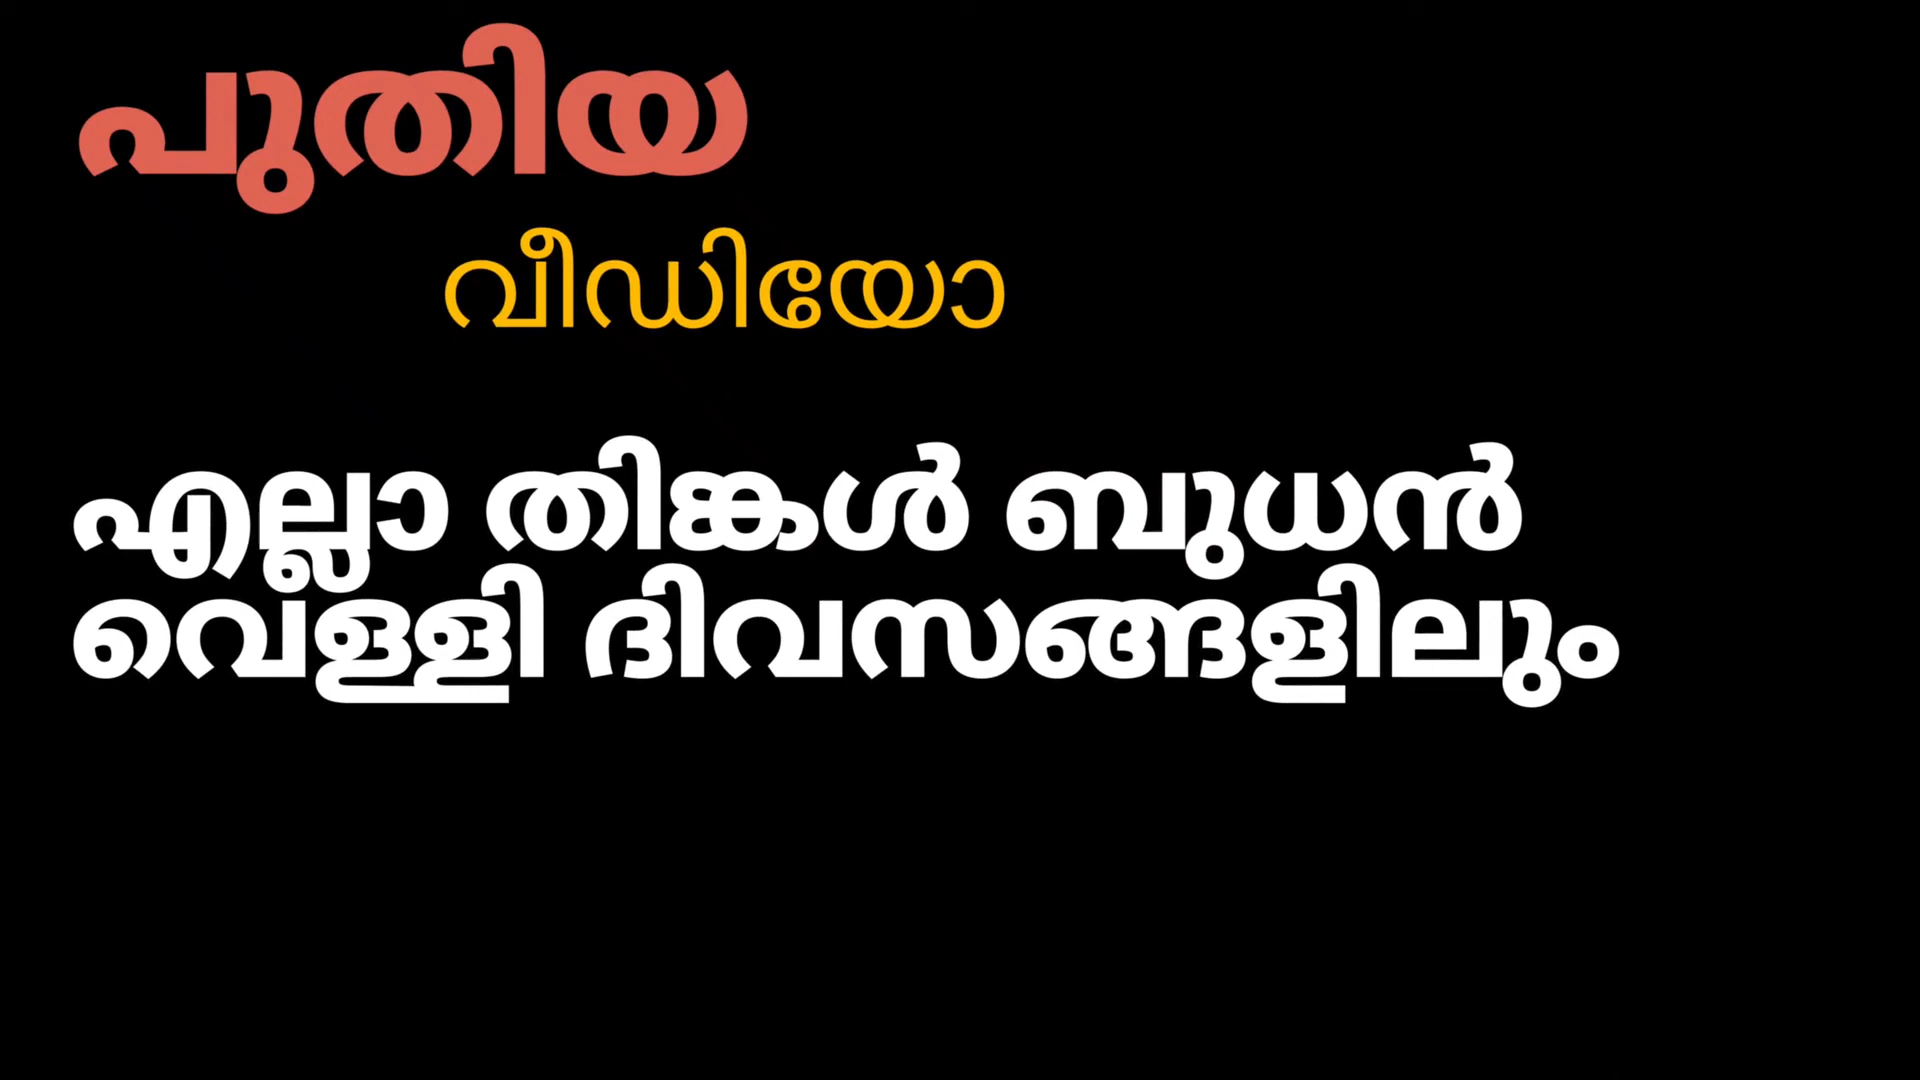 പുതിയ
വീഡിയോ
എല്ലാ തിങ്കൾ ബുധൻ
വെള്ളി ദിവസങ്ങളിലും